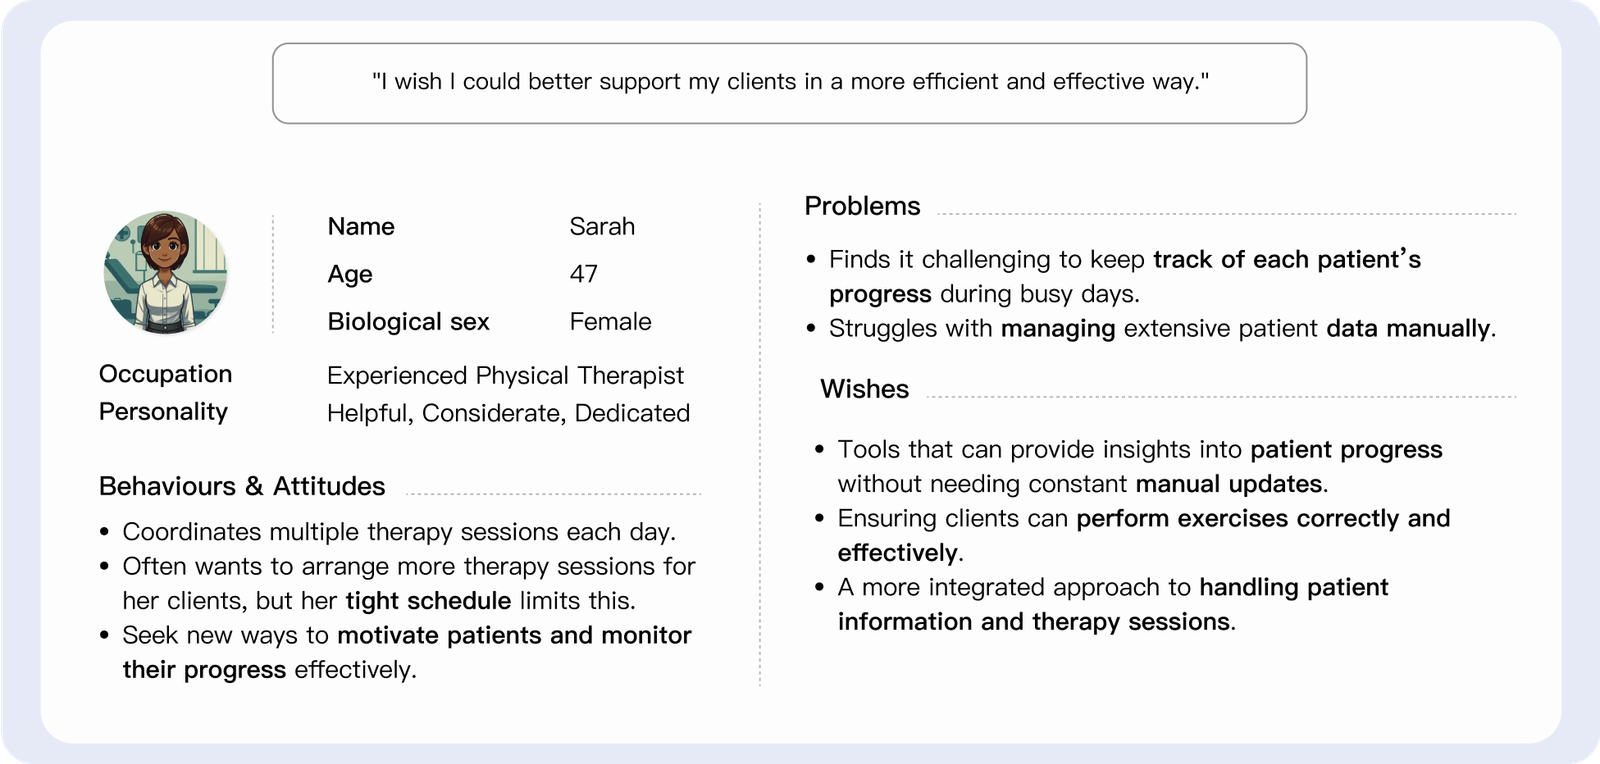 "I wish I could better support my clients in a more efficient and effective way."
Name Sarah
Age 47
Biological sex Female
Occupation Experienced Physical Therapist
Personality Helpful, Considerate, Dedicated
Behaviours & Attitudes
• Coordinates multiple therapy sessions each day.
• Often wants to arrange more therapy sessions for
her clients, but her tight schedule limits this.
• Seek new ways to motivate patients and monitor
their progress effectively.
Problems
• Finds it challenging to keep track of each patient’s
progress during busy days.
• Struggles with managing extensive patient data manually.
Wishes
• Tools that can provide insights into patient progress
without needing constant manual updates.
• Ensuring clients can perform exercises correctly and
effectively.
• A more integrated approach to handling patient
information and therapy sessions.